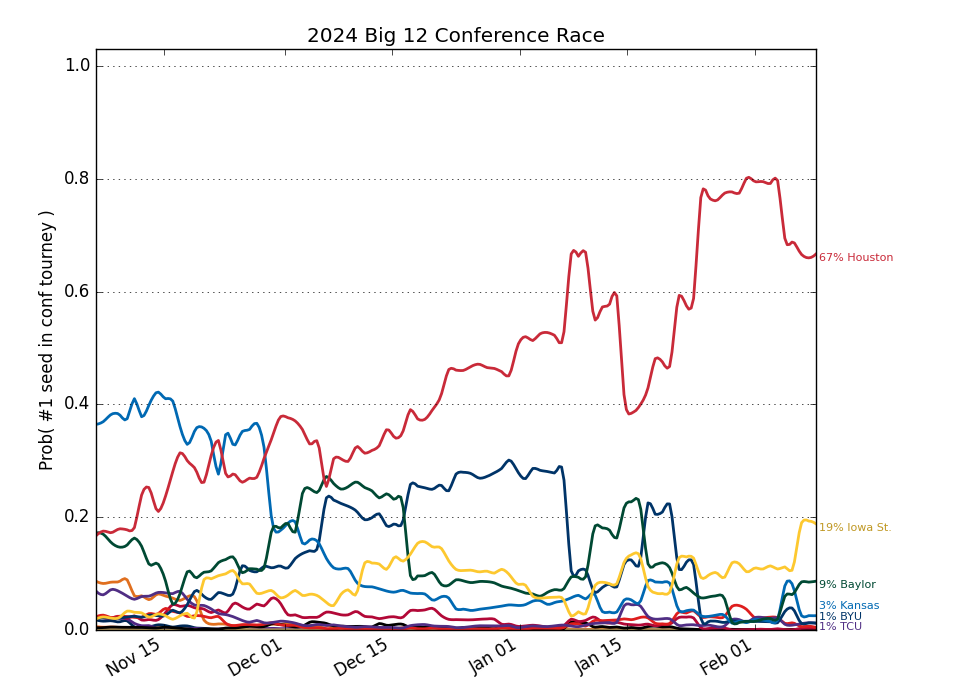 2024 Big 12 Conference Race
Prob( #1 seed in conf tourney )
1.0
0.8
0.6
0.4
0.2
0.0
67% Houston
19% Iowa St.
9% Baylor
3% Kansas
1% BYU
1% TCU
Nov 15
Dec 01
Dec 15
Jan 01
Jan 15
Feb 01